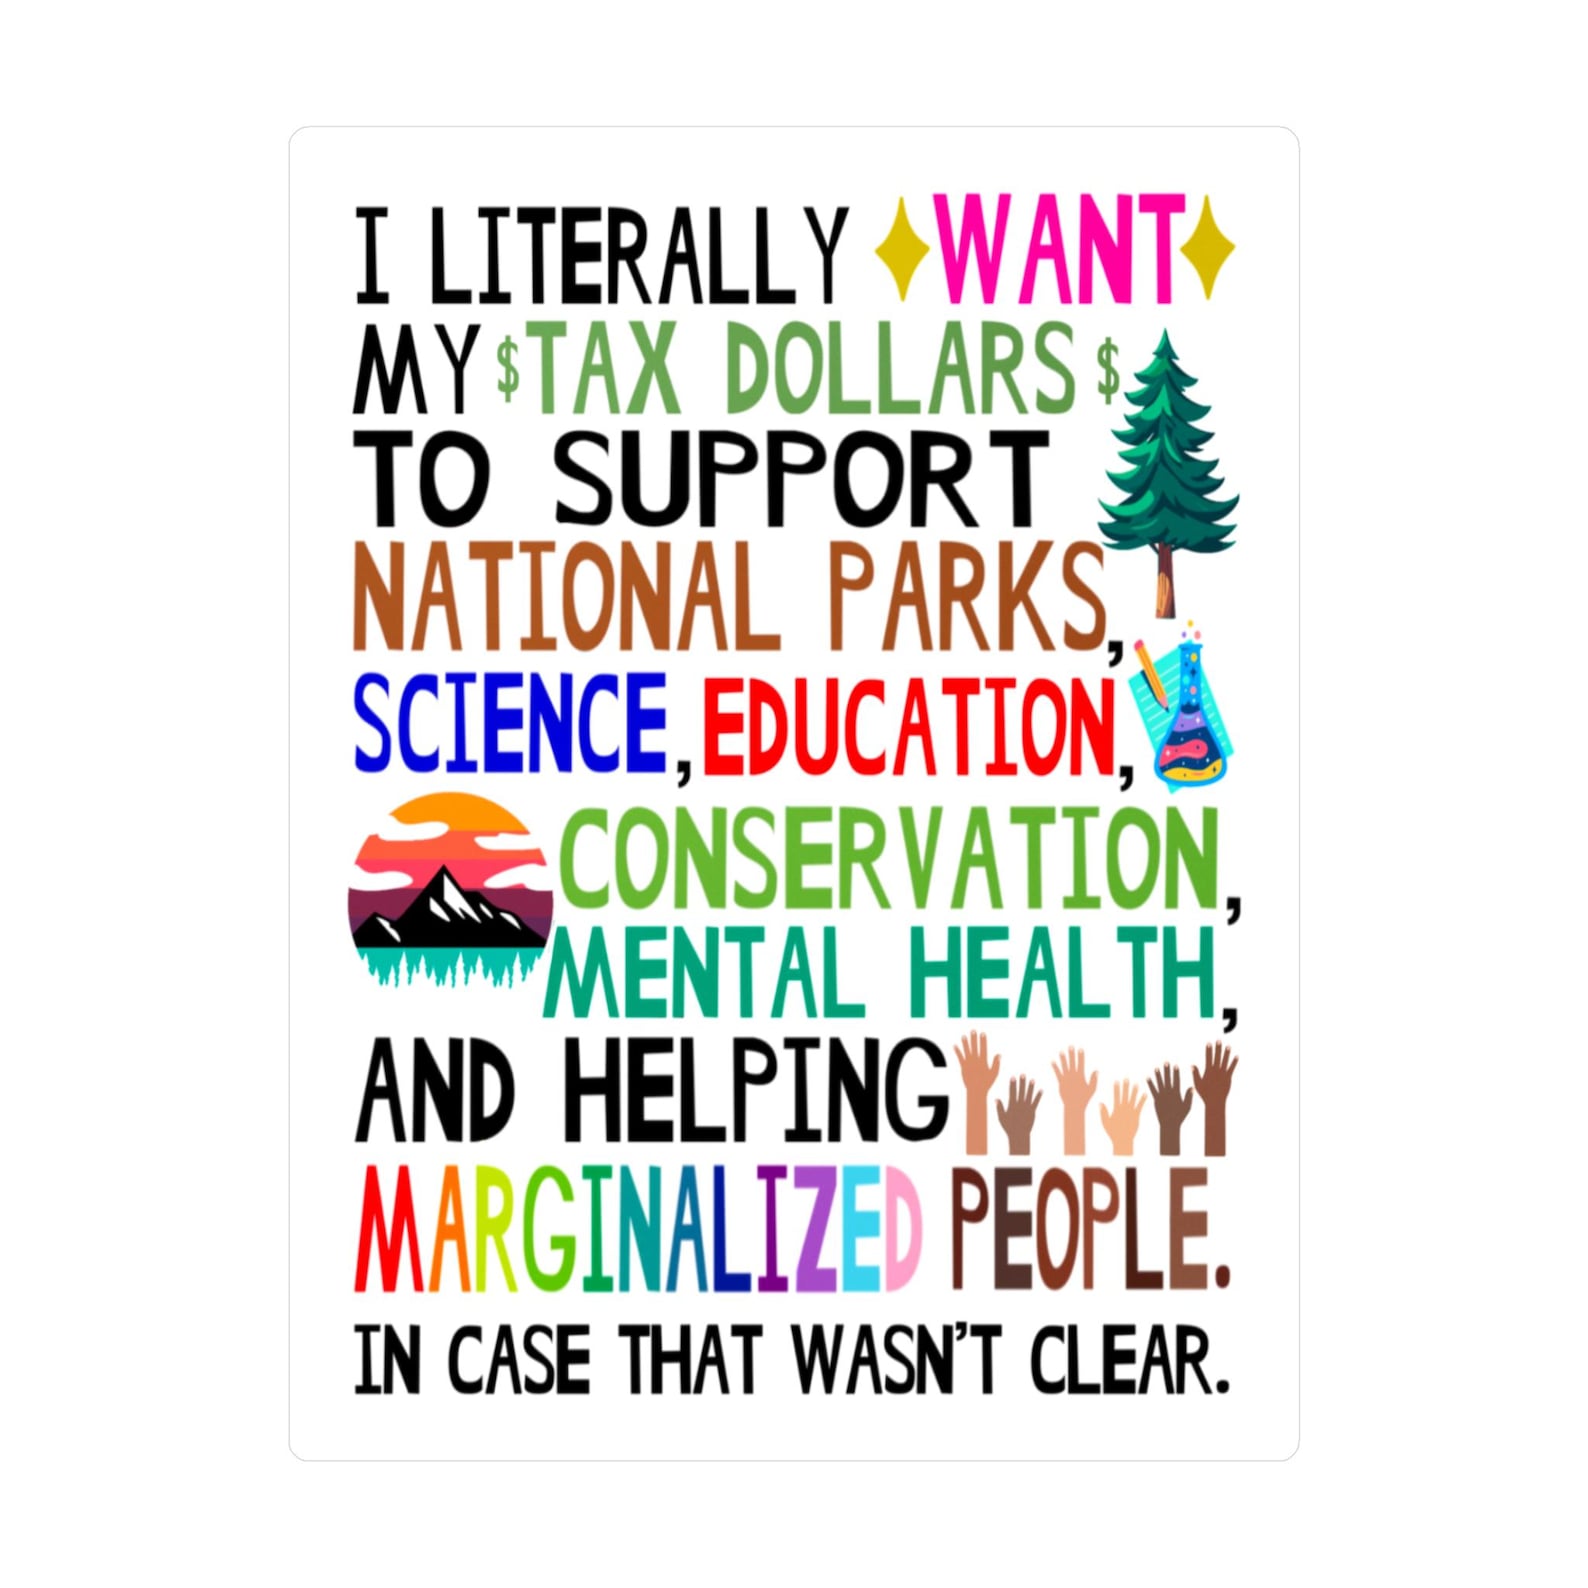 I LITERALLY WANT
MY $TAX DOLLARS $
TO SUPPORT
NATIONAL PARKS,
SCIENCE, EDUCATION,
CONSERVATION,
MENTAL HEALTH,
AND HELPING
MARGINALIZED PEOPLE.
IN CASE THAT WASN'T CLEAR.